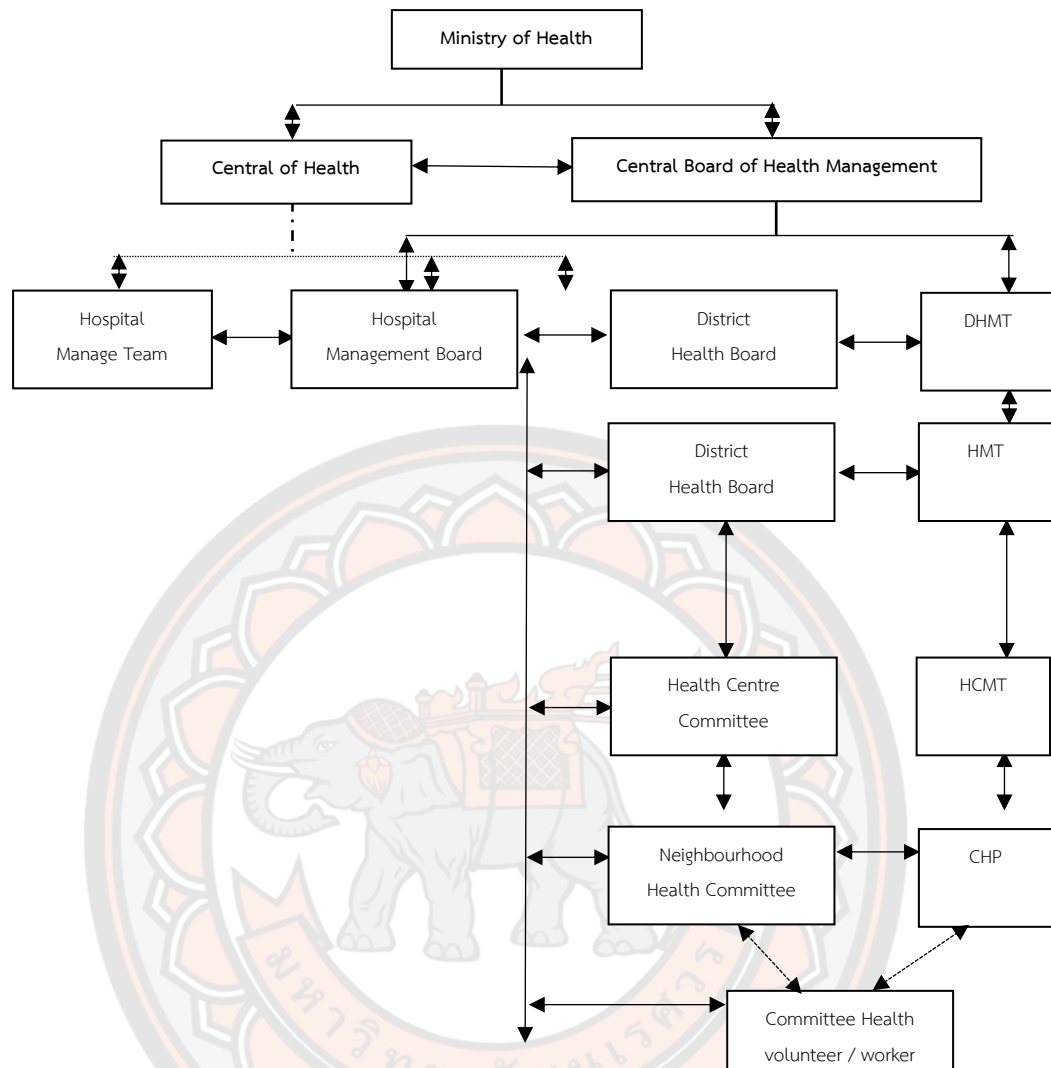 Ministry of Health
Central of Health
Central Board of Health Management
Hospital
Manage Team
Hospital
Management Board
District
Health Board
DHMT
District
Health Board
HMT
Health Centre
Committee
HCMT
Neighbourhood
Health Committee
CHP
Committee Health
volunteer / worker